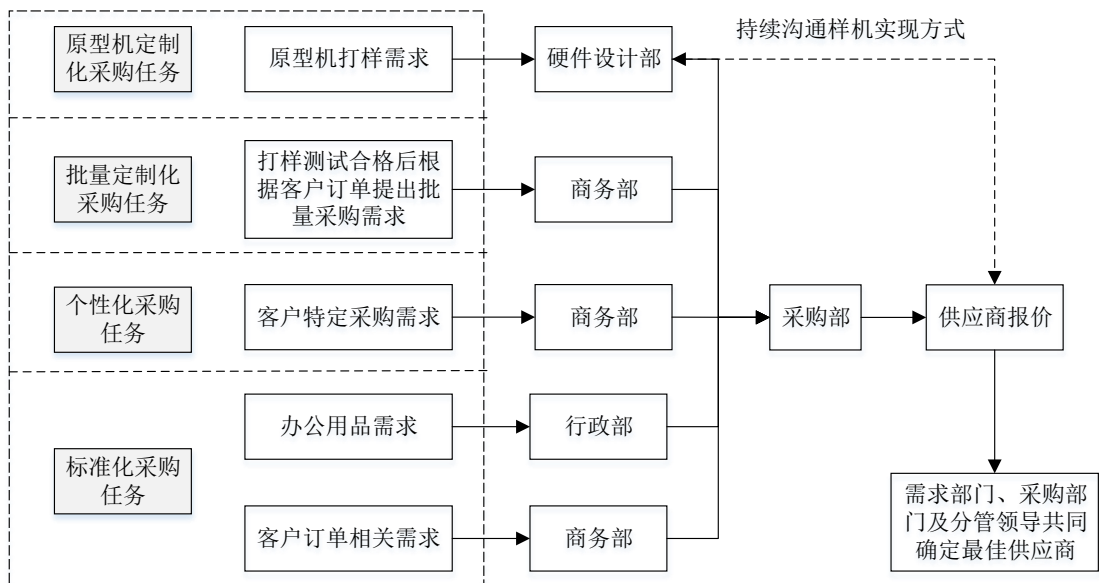 持续沟通样机实现方式
原型机定制
化采购任务
原型机打样需求
硬件设计部
批量定制化
采购任务
打样测试合格后根
据客户订单提出批
量采购需求
商务部
个性化采购
任务
客户特定采购需求
商务部
采购部
供应商报价
标准化采购
任务
办公用品需求
行政部
客户订单相关需求
商务部
需求部门、采购部
门及分管领导共同
确定最佳供应商